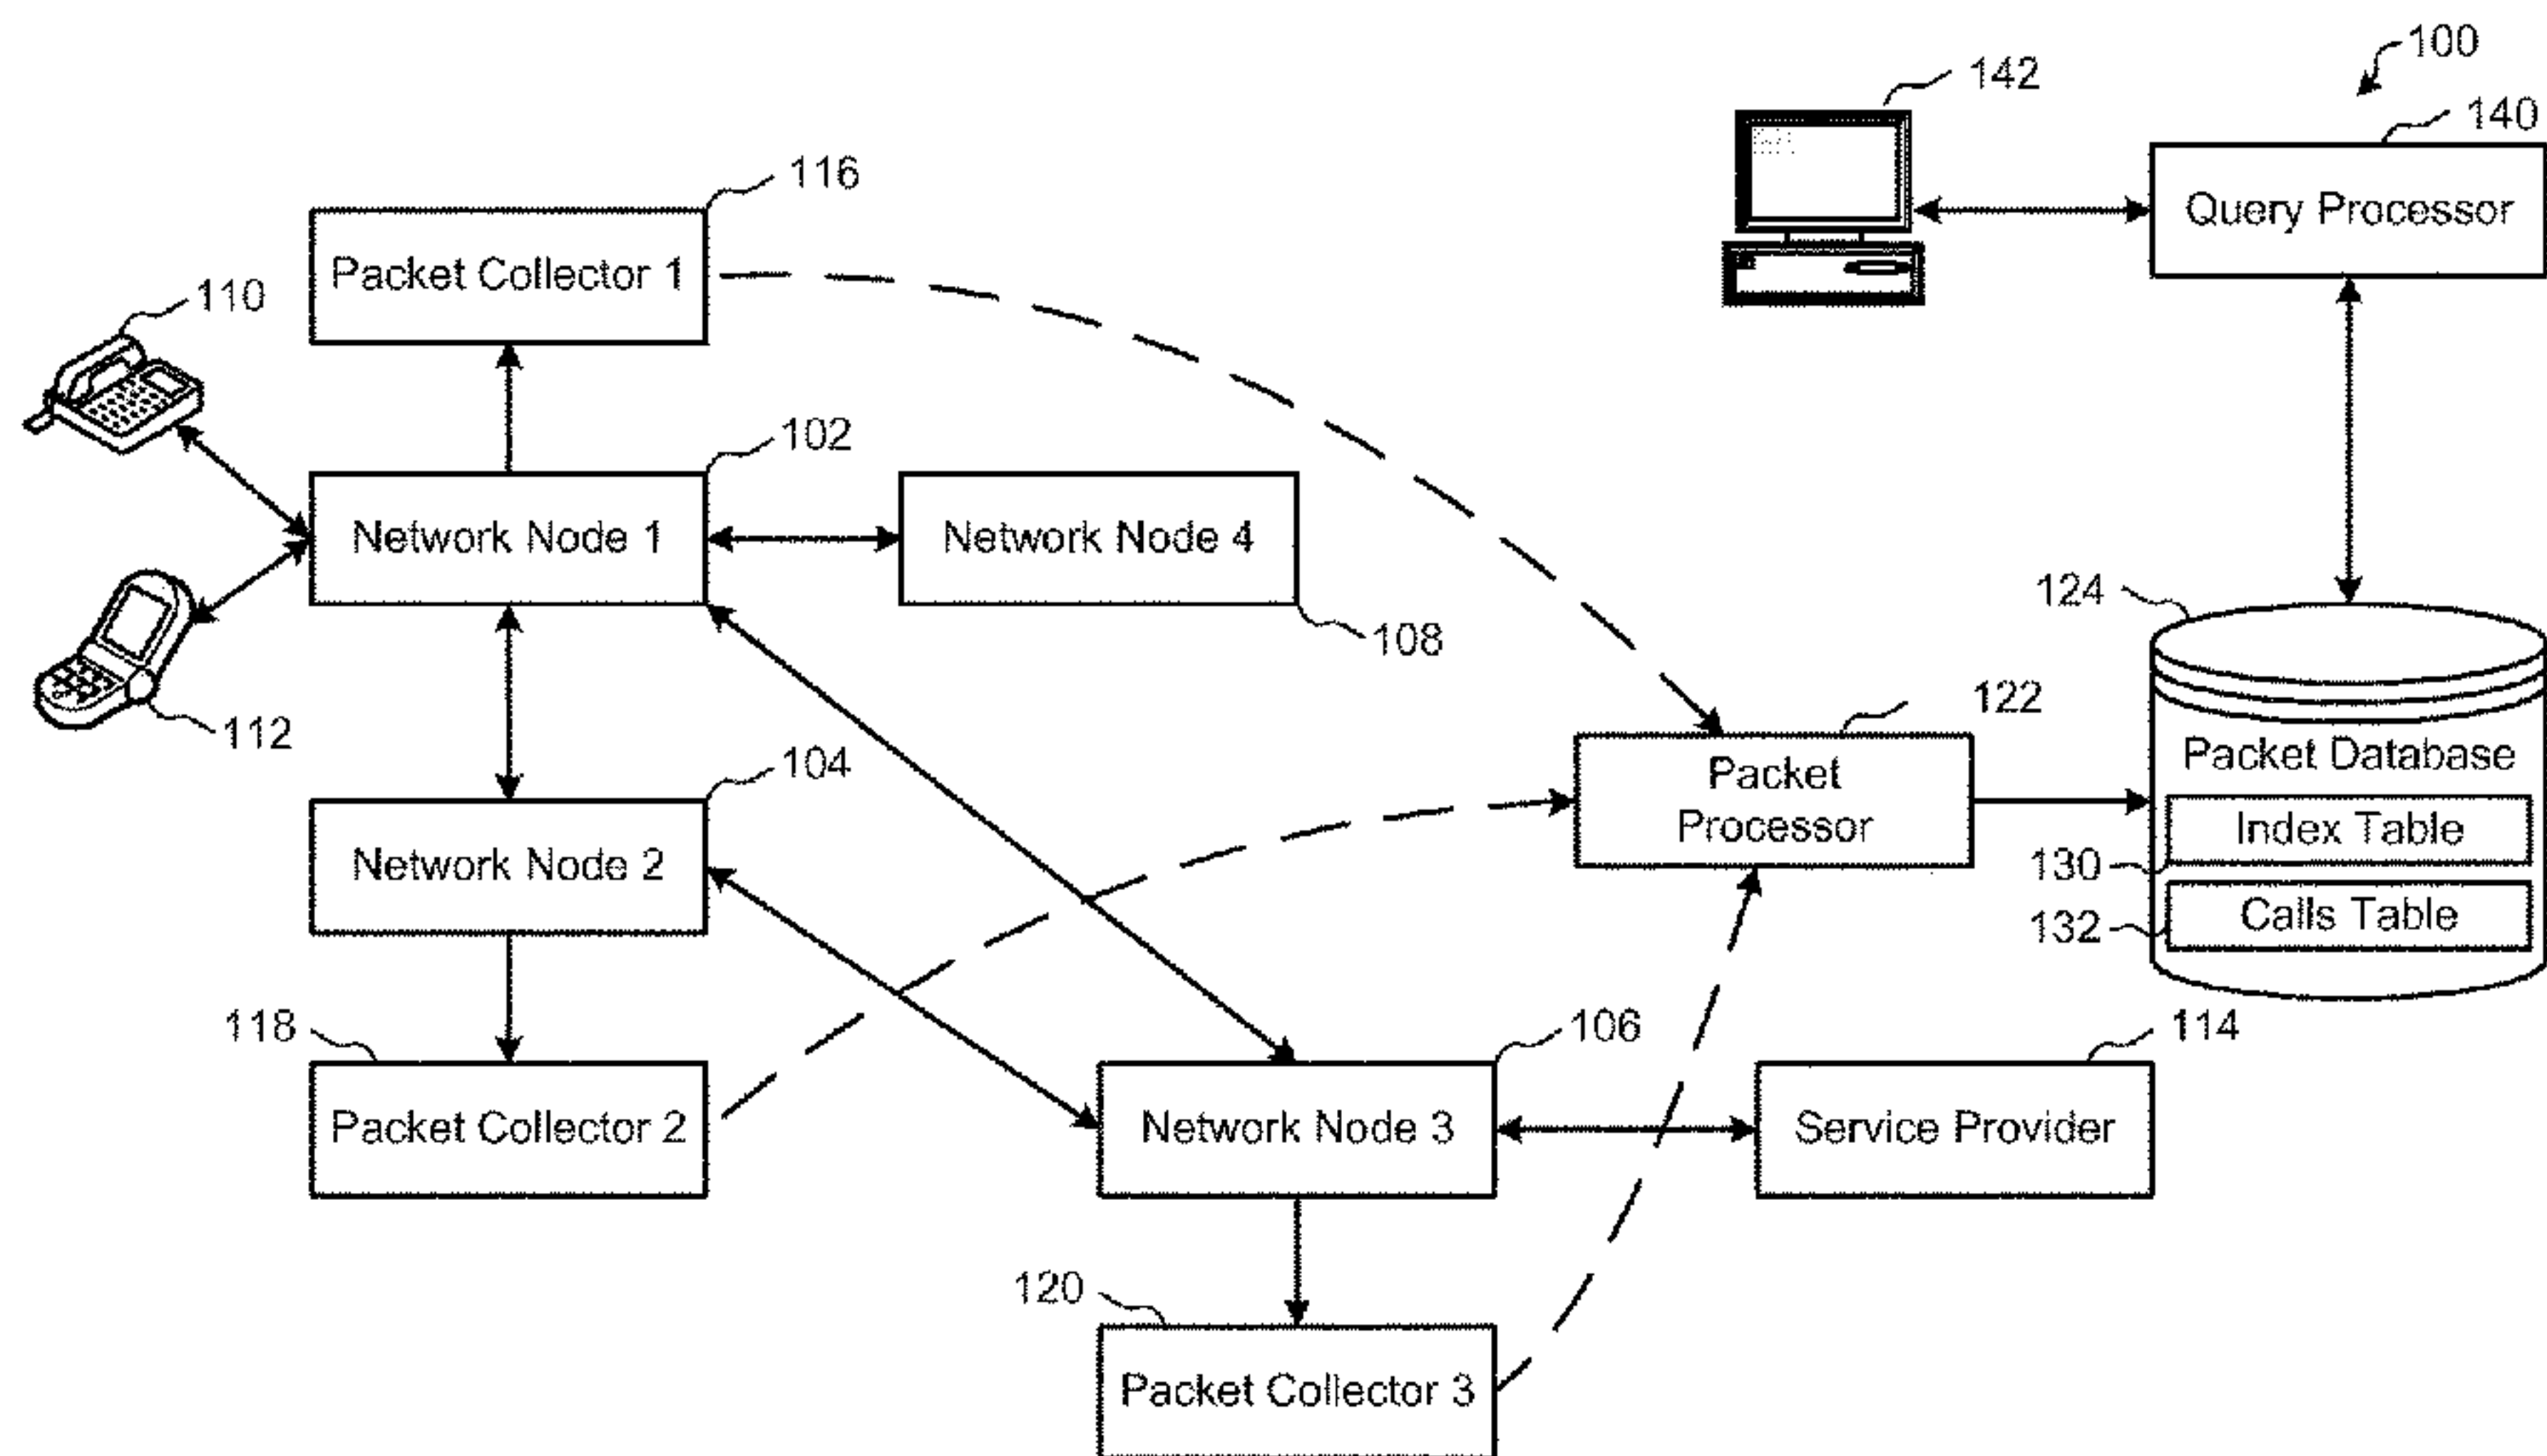 100
142
140
Query Processor
116
Packet Collector 1
110
102
Network Node 1
Network Node 4
108
112
124
122
104
Packet
Processor
Packet Database
Index Table
130
Calls Table
132
Network Node 2
118
106
114
Packet Collector 2
Network Node 3
Service Provider
120
Packet Collector 3